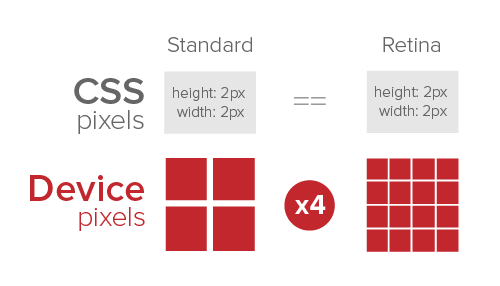 Standard
Retina
CSS
pixels
height: 2px
width: 2px
==
height: 2px
width: 2px
Device
pixels
x4